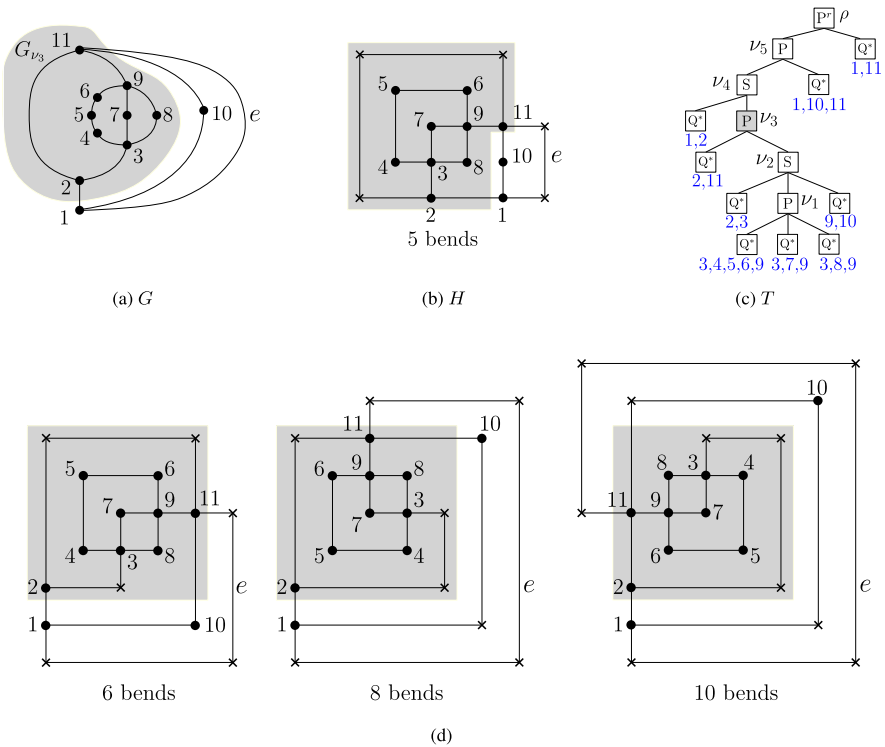 G_{ν3}
11
9
6
5
7
8
4
3
2
1
10
e
(a) G
5
6
7
9
11
4
3
8
10
e
2
1
5 bends
(b) H
P^r ρ
ν5 P
Q*
1,11
ν4 S
Q*
1,10,11
Q*
1,2
P ν3
Q*
2,11
ν2 S
Q*
2,3
P ν1
Q*
9,10
Q*
3,4,5,6,9
Q*
3,7,9
Q*
3,8,9
(c) T
5
6
7
9
11
4
3
8
2
1
10
e
6 bends
11
10
6
9
8
7
3
5
4
2
1
e
8 bends
10
8
3
4
11
9
7
6
5
2
1
e
10 bends
(d)